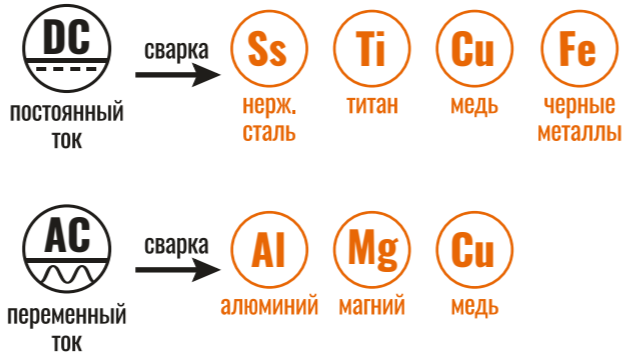 DC
сварка
Ss Ti Cu Fe
постоянный
ток
нерж.
сталь
титан
медь
черные
металлы
AC
сварка
Al Mg Cu
переменный
ток
алюминий
магний
медь